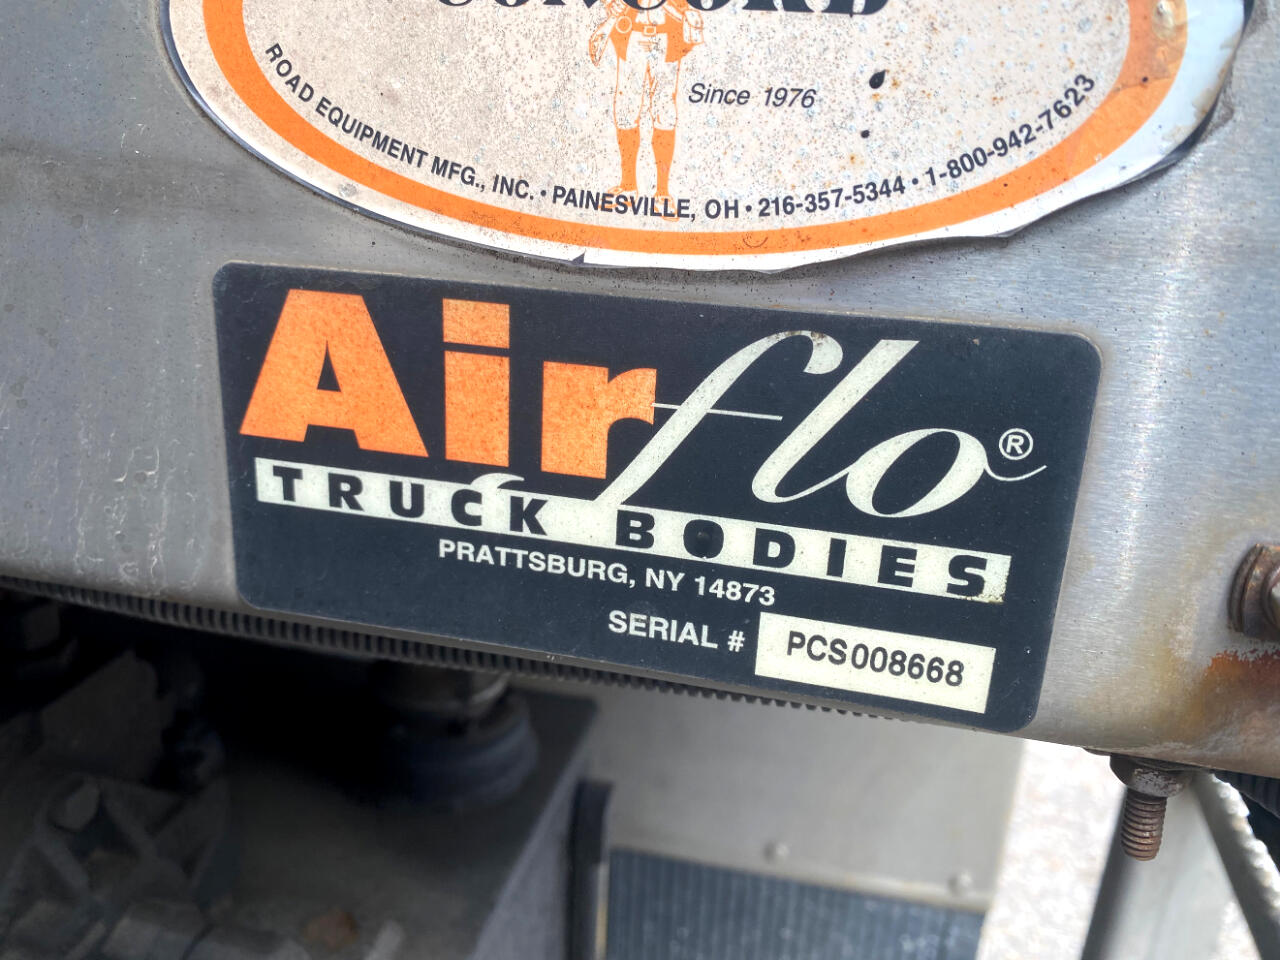 CONCORD
Since 1976
ROAD EQUIPMENT MFG., INC. • PAINESVILLE, OH • 216-357-5344 • 1-800-942-7623
Airflo®
TRUCK BODIES
PRATTSBURG, NY 14873
SERIAL # PCS008668